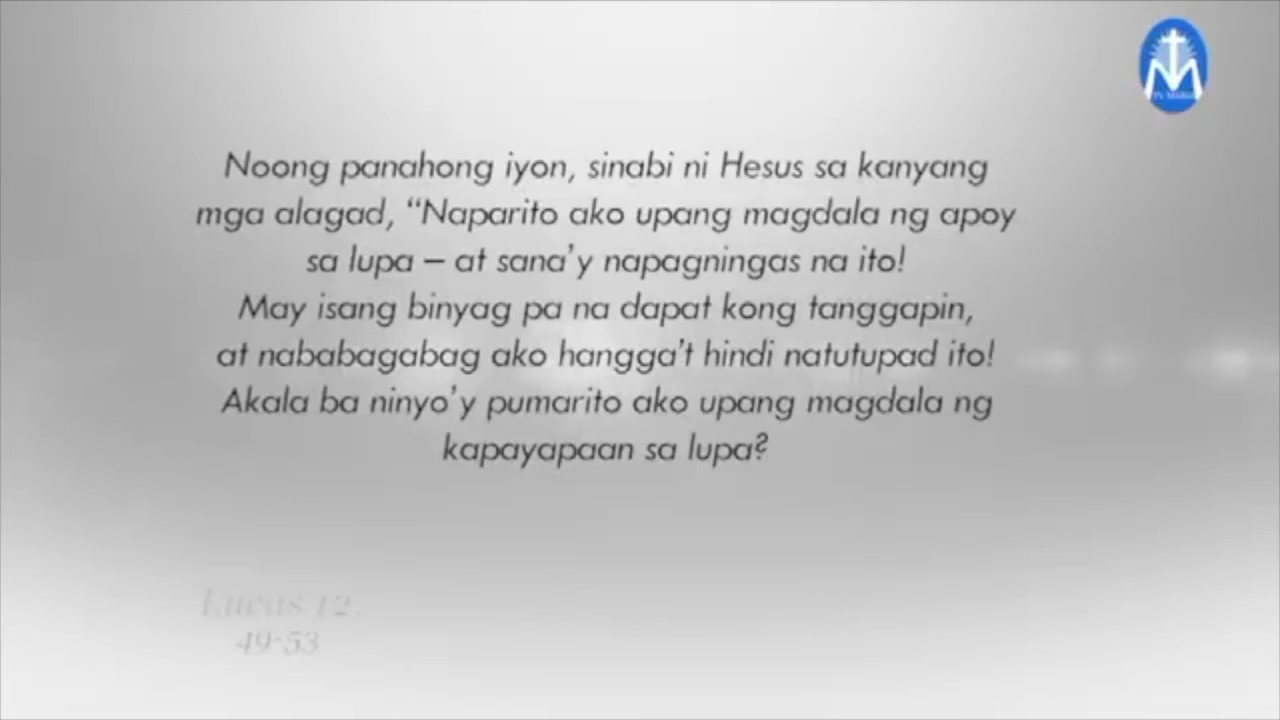 Noong panahong iyon, sinabi ni Hesus sa kanyang
mga alagad, “Naparito ako upang magdala ng apoy
sa lupa – at sana’y napagningas na ito!
May isang binyag pa na dapat kong tanggapin,
at nababagabag ako hangga’t hindi natutupad ito!
Akala ba ninyo’y pumarito ako upang magdala ng
kapayapaan sa lupa?
Lucas 12,
49-53
TV Maria